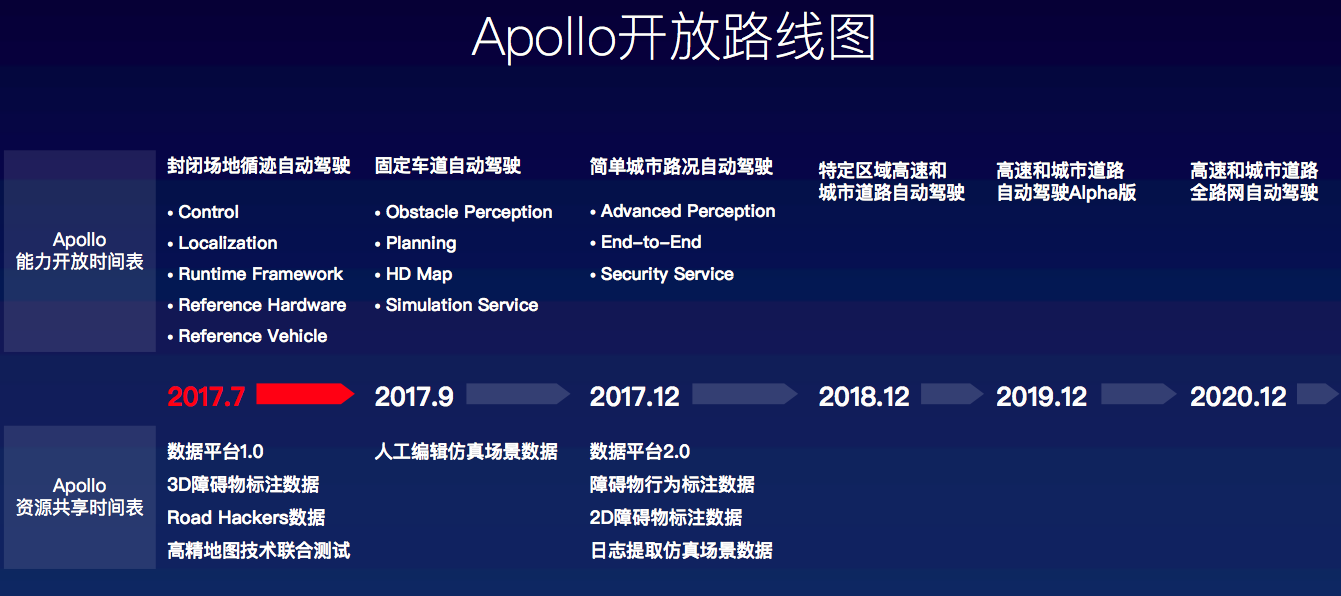 Apollo开放路线图
Apollo
能力开放时间表
封闭场地循迹自动驾驶
• Control
• Localization
• Runtime Framework
• Reference Hardware
• Reference Vehicle
固定车道自动驾驶
• Obstacle Perception
• Planning
• HD Map
• Simulation Service
简单城市路况自动驾驶
• Advanced Perception
• End-to-End
• Security Service
特定区域高速和
城市道路自动驾驶
高速和城市道路
自动驾驶Alpha版
高速和城市道路
全路网自动驾驶
2017.7
2017.9
2017.12
2018.12
2019.12
2020.12
Apollo
资源共享时间表
数据平台1.0
3D障碍物标注数据
Road Hackers数据
高精地图技术联合测试
人工编辑仿真场景数据
数据平台2.0
障碍物行为标注数据
2D障碍物标注数据
日志提取仿真场景数据